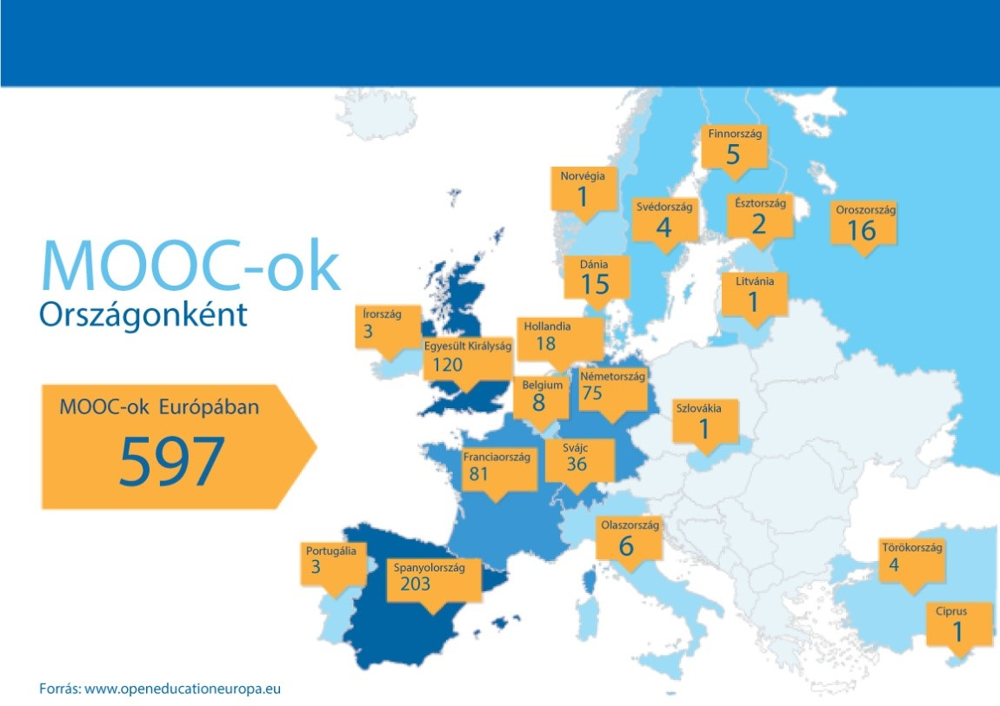 MOOC-ok
Országonként
MOOC-ok Európában
597
Finnország
5
Norvégia
1
Svédország
4
Észtország
2
Oroszország
16
Dánia
15
Litvánia
1
Írország
3
Hollandia
18
Egyesült Királyság
120
Belgium
8
Németország
75
Szlovákia
1
Franciaország
81
Svájc
36
Olaszország
6
Portugália
3
Spanyolország
203
Törökország
4
Ciprus
1
Forrás: www.openeducationeuropa.eu